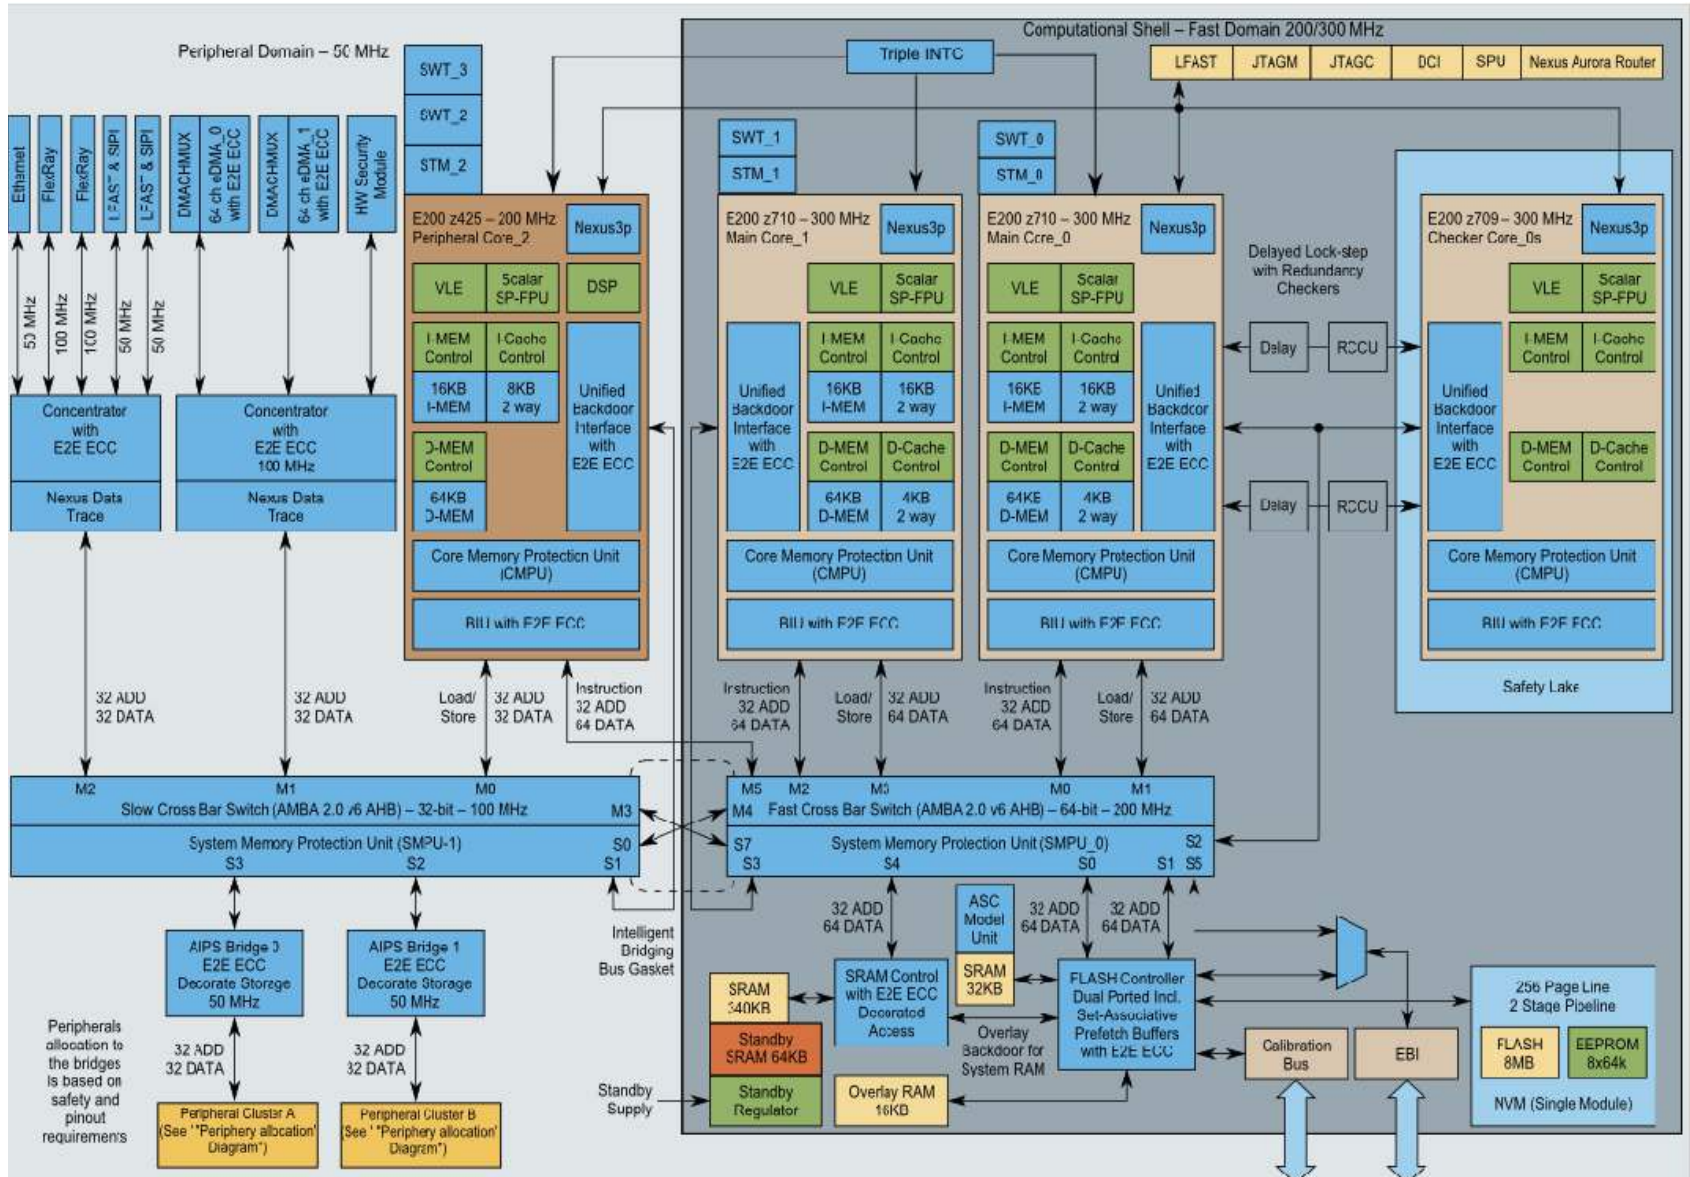 Computational Shell – Fast Domain 200/300 MHz
Peripheral Domain – 50 MHz
SWT_3
SWT_2
STM_2
Triple INTC
LFAST
JTAGM
JTAGC
DCI
SPU
Nexus Aurora Router
Ethernet
FlexRay
FlexRay
LFAST & SIPI
LFAST & SIPI
DMACHMUX
64 ch eDMA_0
with E2E ECC
DMACHMUX
64 ch eDMA_1
with E2E ECC
HW Security
Module
SWT_1
STM_1
SWT_0
STM_0
50 MHz
100 MHz
100 MHz
50 MHz
50 MHz
E200 z425 – 200 MHz
Peripheral Core_2
Nexus3p
VLE
Scalar
SP-FPU
DSP
I-MEM
Control
I-Cache
Control
16KB
I-MEM
8KB
2 way
D-MEM
Control
64KB
D-MEM
Unified
Backdoor
Interface
with
E2E ECC
Core Memory Protection Unit
(CMPU)
BIU with E2E ECC
E200 z710 – 300 MHz
Main Core_1
Nexus3p
VLE
Scalar
SP-FPU
Unified
Backdoor
Interface
with
E2E ECC
I-MEM
Control
I-Cache
Control
16KB
I-MEM
16KB
2 way
D-MEM
Control
D-Cache
Control
64KB
D-MEM
4KB
2 way
Core Memory Protection Unit
(CMPU)
BIU with E2E ECC
E200 z710 – 300 MHz
Main Core_0
Nexus3p
VLE
Scalar
SP-FPU
I-MEM
Control
I-Cache
Control
16KB
I-MEM
16KB
2 way
D-MEM
Control
D-Cache
Control
64KB
D-MEM
4KB
2 way
Unified
Backdoor
Interface
with
E2E ECC
Core Memory Protection Unit
(CMPU)
BIU with E2E ECC
Delayed Lock-step
with Redundancy
Checkers
Delay
RCCU
Delay
RCCU
E200 z709 – 300 MHz
Checker Core_0s
Nexus3p
VLE
Scalar
SP-FPU
Unified
Backdoor
Interface
with
E2E ECC
I-MEM
Control
I-Cache
Control
D-MEM
Control
D-Cache
Control
Core Memory Protection Unit
(CMPU)
BIU with E2E ECC
Safety Lake
Concentrator
with
E2E ECC
Nexus Data
Trace
Concentrator
with
E2E ECC
100 MHz
Nexus Data
Trace
32 ADD
32 DATA
32 ADD
32 DATA
Load/
Store
32 ADD
32 DATA
Instruction
32 ADD
64 DATA
Instruction
32 ADD
64 DATA
Load/
Store
32 ADD
64 DATA
Instruction
32 ADD
64 DATA
Load/
Store
32 ADD
64 DATA
M2
M1
M0
Slow Cross Bar Switch (AMBA 2.0 v6 AHB) – 32-bit – 100 MHz
M3
System Memory Protection Unit (SMPU-1)
S0
S3
S2
S1
M5
M2
M3
M0
M1
M4
Fast Cross Bar Switch (AMBA 2.0 v6 AHB) – 64-bit – 200 MHz
S7
System Memory Protection Unit (SMPU_0)
S2
S3
S4
S0
S1
S5
AIPS Bridge 0
E2E ECC
Decorate Storage
50 MHz
AIPS Bridge 1
E2E ECC
Decorate Storage
50 MHz
Intelligent
Bridging
Bus Gasket
32 ADD
64 DATA
ASC
Model
Unit
SRAM
32KB
32 ADD
64 DATA
32 ADD
64 DATA
SRAM
340KB
Standby
SRAM 64KB
Standby
Regulator
Standby
Supply
SRAM Control
with E2E ECC
Decorated
Access
Overlay
Backdoor for
System RAM
Overlay RAM
16KB
FLASH Controller
Dual Ported Incl.
Set-Associative
Prefetch Buffers
with E2E ECC
Calibration
Bus
EBI
256 Page Line
2 Stage Pipeline
FLASH
8MB
EEPROM
8x64k
NVM (Single Module)
Peripherals
allocation to
the bridges
is based on
safety and
pinout
requirements
32 ADD
32 DATA
32 ADD
32 DATA
Peripheral Cluster A
(See '"Periphery allocation'
Diagram")
Peripheral Cluster B
(See '"Periphery allocation'
Diagram")